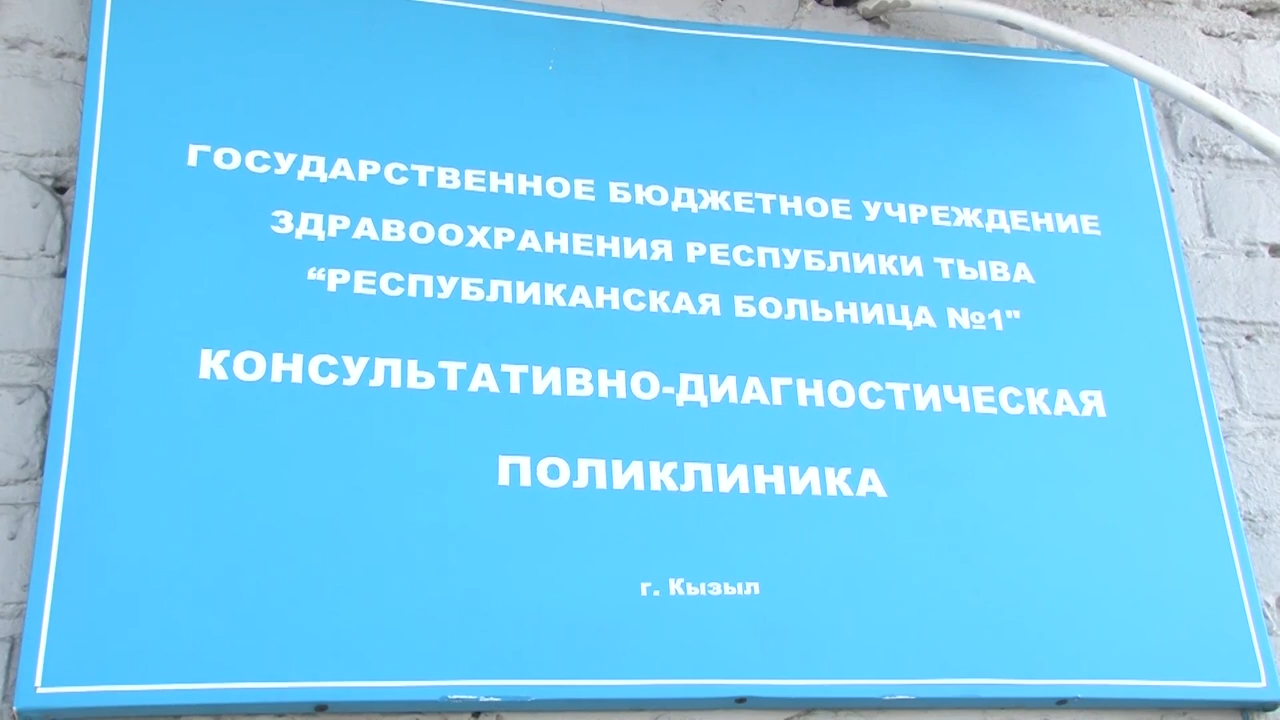 ГОСУДАРСТВЕННОЕ БЮДЖЕТНОЕ УЧРЕЖДЕНИЕ
ЗДРАВООХРАНЕНИЯ РЕСПУБЛИКИ ТЫВА
“РЕСПУБЛИКАНСКАЯ БОЛЬНИЦА №1"
КОНСУЛЬТАТИВНО-ДИАГНОСТИЧЕСКАЯ
ПОЛИКЛИНИКА
г. Кызыл